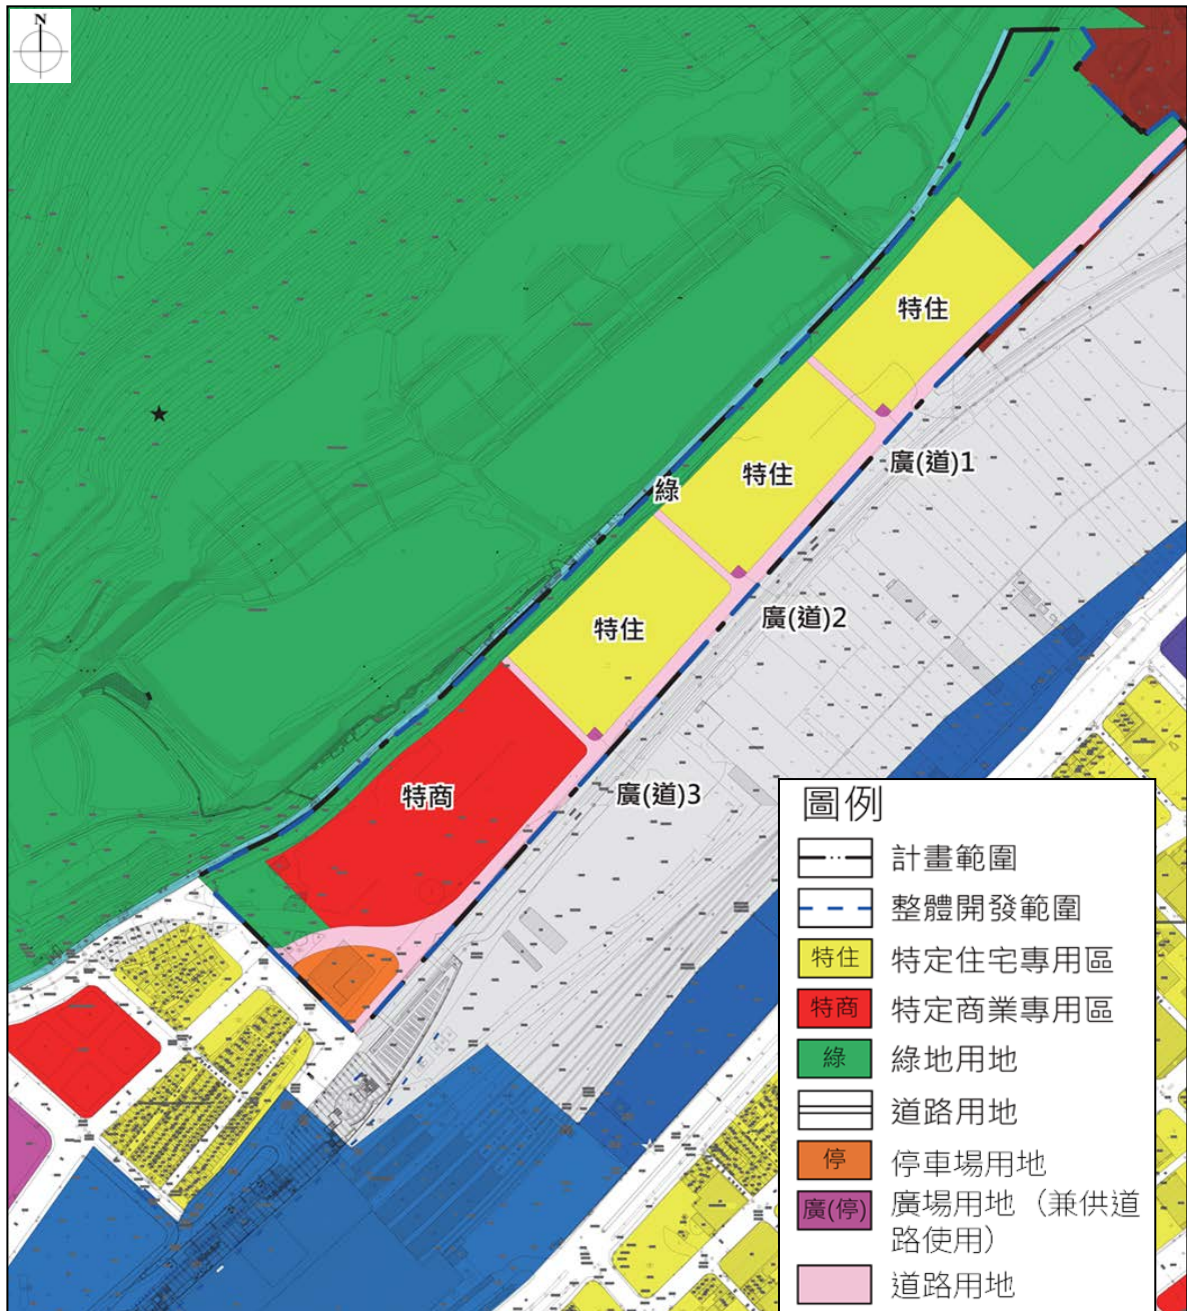 N
特住
特住
綠
廣(道)1
特住
廣(道)2
特商
廣(道)3
圖例
計畫範圍
整體開發範圍
特住 特定住宅專用區
特商 特定商業專用區
綠 綠地用地
道路用地
停 停車場用地
廣(停) 廣場用地（兼供道
路使用）
道路用地